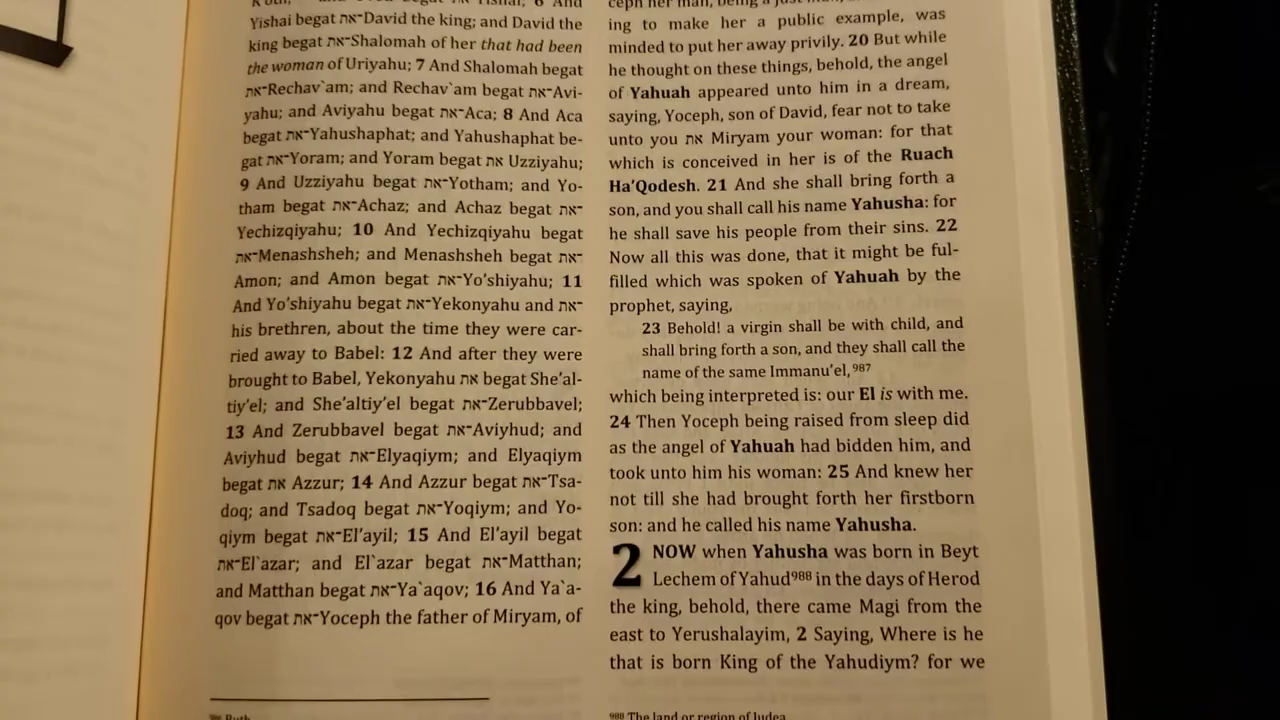 Yishai begat את-David the king; and David the
king begat את-Shalomah of her that had been
the woman of Uriyahu; 7 And Shalomah begat
את-Rechav`am; and Rechav`am begat את-Avi-
yahu; and Aviyahu begat את-Aca; 8 And Aca
begat את-Yahushaphat; and Yahushaphat be-
gat את-Yoram; and Yoram begat את Uzziyahu;
9 And Uzziyahu begat את-Yotham; and Yo-
tham begat את-Achaz; and Achaz begat את-
Yechizqiyahu; 10 And Yechizqiyahu begat
את-Menashsheh; and Menashsheh begat את-
Amon; and Amon begat את-Yo'shiyahu; 11
And Yo'shiyahu begat את-Yekonyahu and את-
his brethren, about the time they were car-
ried away to Babel: 12 And after they were
brought to Babel, Yekonyahu את begat She'al-
tiy'el; and She'altiy'el begat את-Zerubbavel;
13 And Zerubbavel begat את-Aviyhud; and
Aviyhud begat את-Elyaqiym; and Elyaqiym
begat את Azzur; 14 And Azzur begat את-Tsa-
doq; and Tsadoq begat את-Yoqiym; and Yo-
qiym begat את-El'ayil; 15 And El'ayil begat
את-El`azar; and El`azar begat את-Matthan;
and Matthan begat את-Ya`aqov; 16 And Ya`a-
qov begat את-Yoceph the father of Miryam, of
ing to make her a public example, was
minded to put her away privily. 20 But while
he thought on these things, behold, the angel
of Yahuah appeared unto him in a dream,
saying, Yoceph, son of David, fear not to take
unto you את Miryam your woman: for that
which is conceived in her is of the Ruach
Ha'Qodesh. 21 And she shall bring forth a
son, and you shall call his name Yahusha: for
he shall save his people from their sins. 22
Now all this was done, that it might be ful-
filled which was spoken of Yahuah by the
prophet, saying,
23 Behold! a virgin shall be with child, and
shall bring forth a son, and they shall call the
name of the same Immanu'el,987
which being interpreted is: our El is with me.
24 Then Yoceph being raised from sleep did
as the angel of Yahuah had bidden him, and
took unto him his woman: 25 And knew her
not till she had brought forth her firstborn
son: and he called his name Yahusha.
2 NOW when Yahusha was born in Beyt
Lechem of Yahud988 in the days of Herod
the king, behold, there came Magi from the
east to Yerushalayim, 2 Saying, Where is he
that is born King of the Yahudiym? for we
988 The land or region of Judea